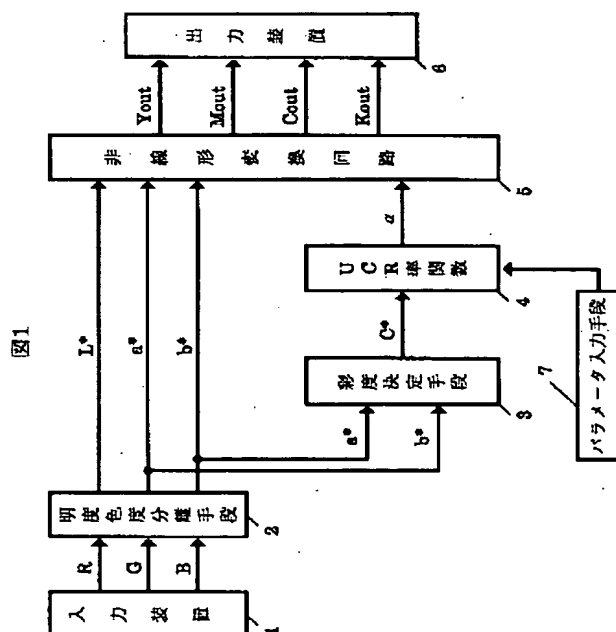 図1
入力装置
1
R
G
B
明度色度分離手段
2
L*
a*
b*
a*
b*
彩度決定手段
3
C*
UCR率関数
4
α
パラメータ入力手段
7
非線形変換回路
5
Yout
Mout
Cout
Kout
出力装置
6